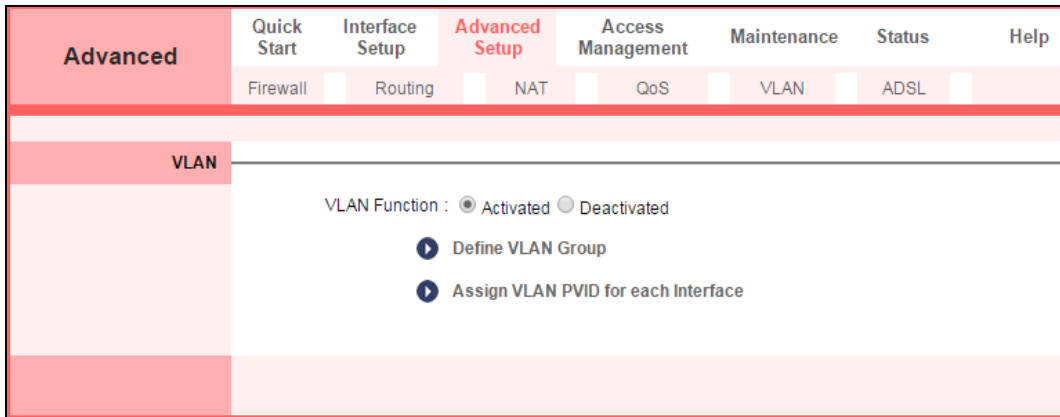 Advanced
Quick Start
Interface Setup
Advanced Setup
Access Management
Maintenance
Status
Help
Firewall
Routing
NAT
QoS
VLAN
ADSL
VLAN
VLAN Function : Activated Deactivated
Define VLAN Group
Assign VLAN PVID for each Interface